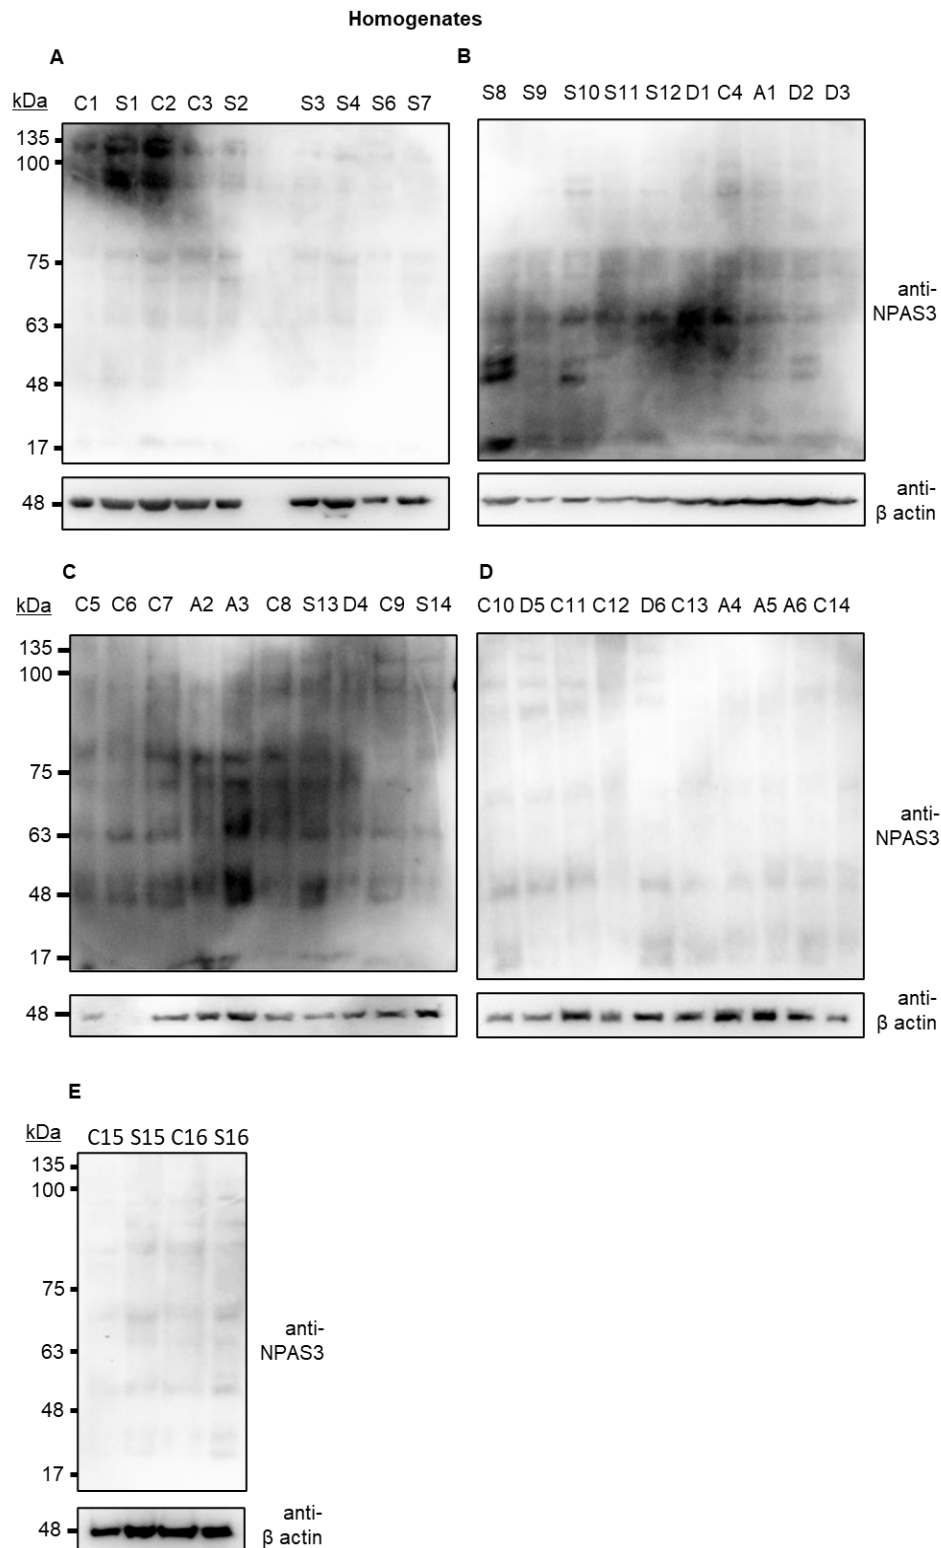 Homogenates
A
kDa
C1 S1 C2 C3 S2 S3 S4 S6 S7
135
100
75
63
48
17
48
B
S8 S9 S10 S11 S12 D1 C4 A1 D2 D3
anti-
NPAS3
anti-
β actin
C
kDa
C5 C6 C7 A2 A3 C8 S13 D4 C9 S14
135
100
75
63
48
17
48
D
C10 D5 C11 C12 D6 C13 A4 A5 A6 C14
anti-
NPAS3
anti-
β actin
E
kDa
C15 S15 C16 S16
135
100
75
63
48
17
anti-
NPAS3
48
anti-
β actin